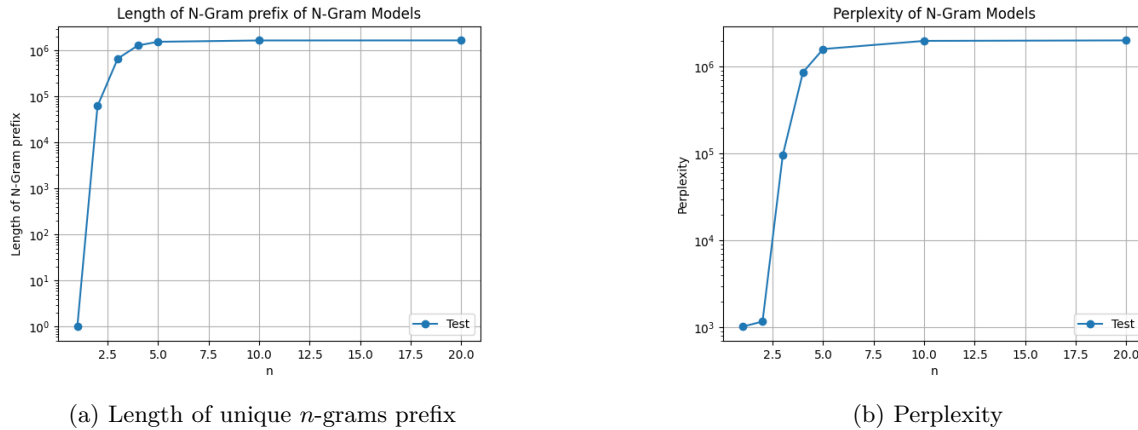 Length of N-Gram prefix of N-Gram Models
Length of N-Gram prefix
10^6
10^5
10^4
10^3
10^2
10^1
10^0
2.5 5.0 7.5 10.0 12.5 15.0 17.5 20.0
n
Test
(a) Length of unique n-grams prefix
Perplexity of N-Gram Models
Perplexity
10^6
10^5
10^4
10^3
2.5 5.0 7.5 10.0 12.5 15.0 17.5 20.0
n
Test
(b) Perplexity